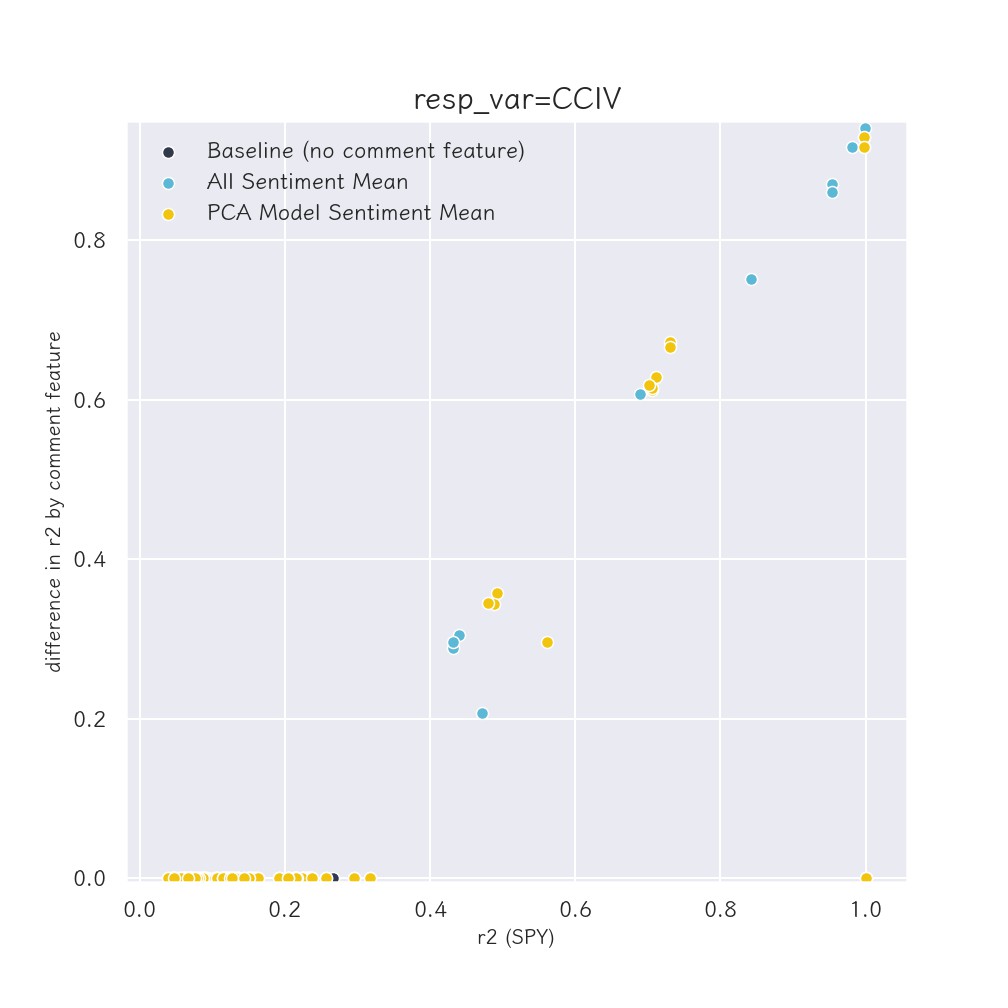 resp_var=CCIV
Baseline (no comment feature)
All Sentiment Mean
PCA Model Sentiment Mean
0.8
0.6
0.4
0.2
0.0
difference in r2 by comment feature
0.0 0.2 0.4 0.6 0.8 1.0
r2 (SPY)